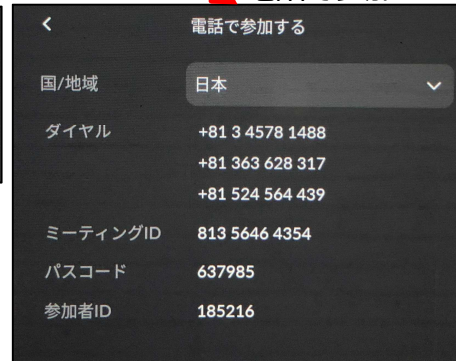 電話で参加する
国/地域 日本
ダイヤル +81 3 4578 1488
+81 363 628 317
+81 524 564 439
ミーティングID 813 5646 4354
パスコード 637985
参加者ID 185216